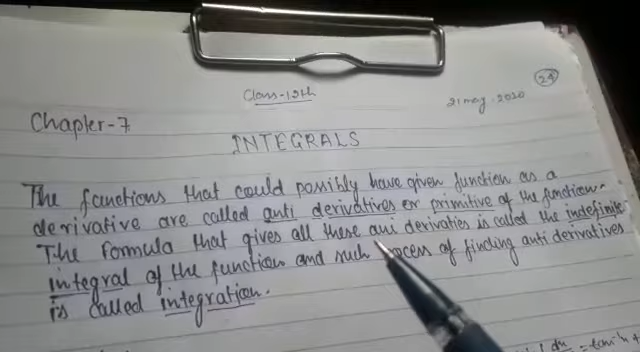 24
Class-12th
21 may, 2020
Chapter-7
INTEGRALS
The functions that could possibly have given function as a
derivative are called anti derivatives or primitive of the function.
The formula that gives all these ani derivaties is called the indefinite
integral of the function and such process of finding anti derivatives
is called integration.